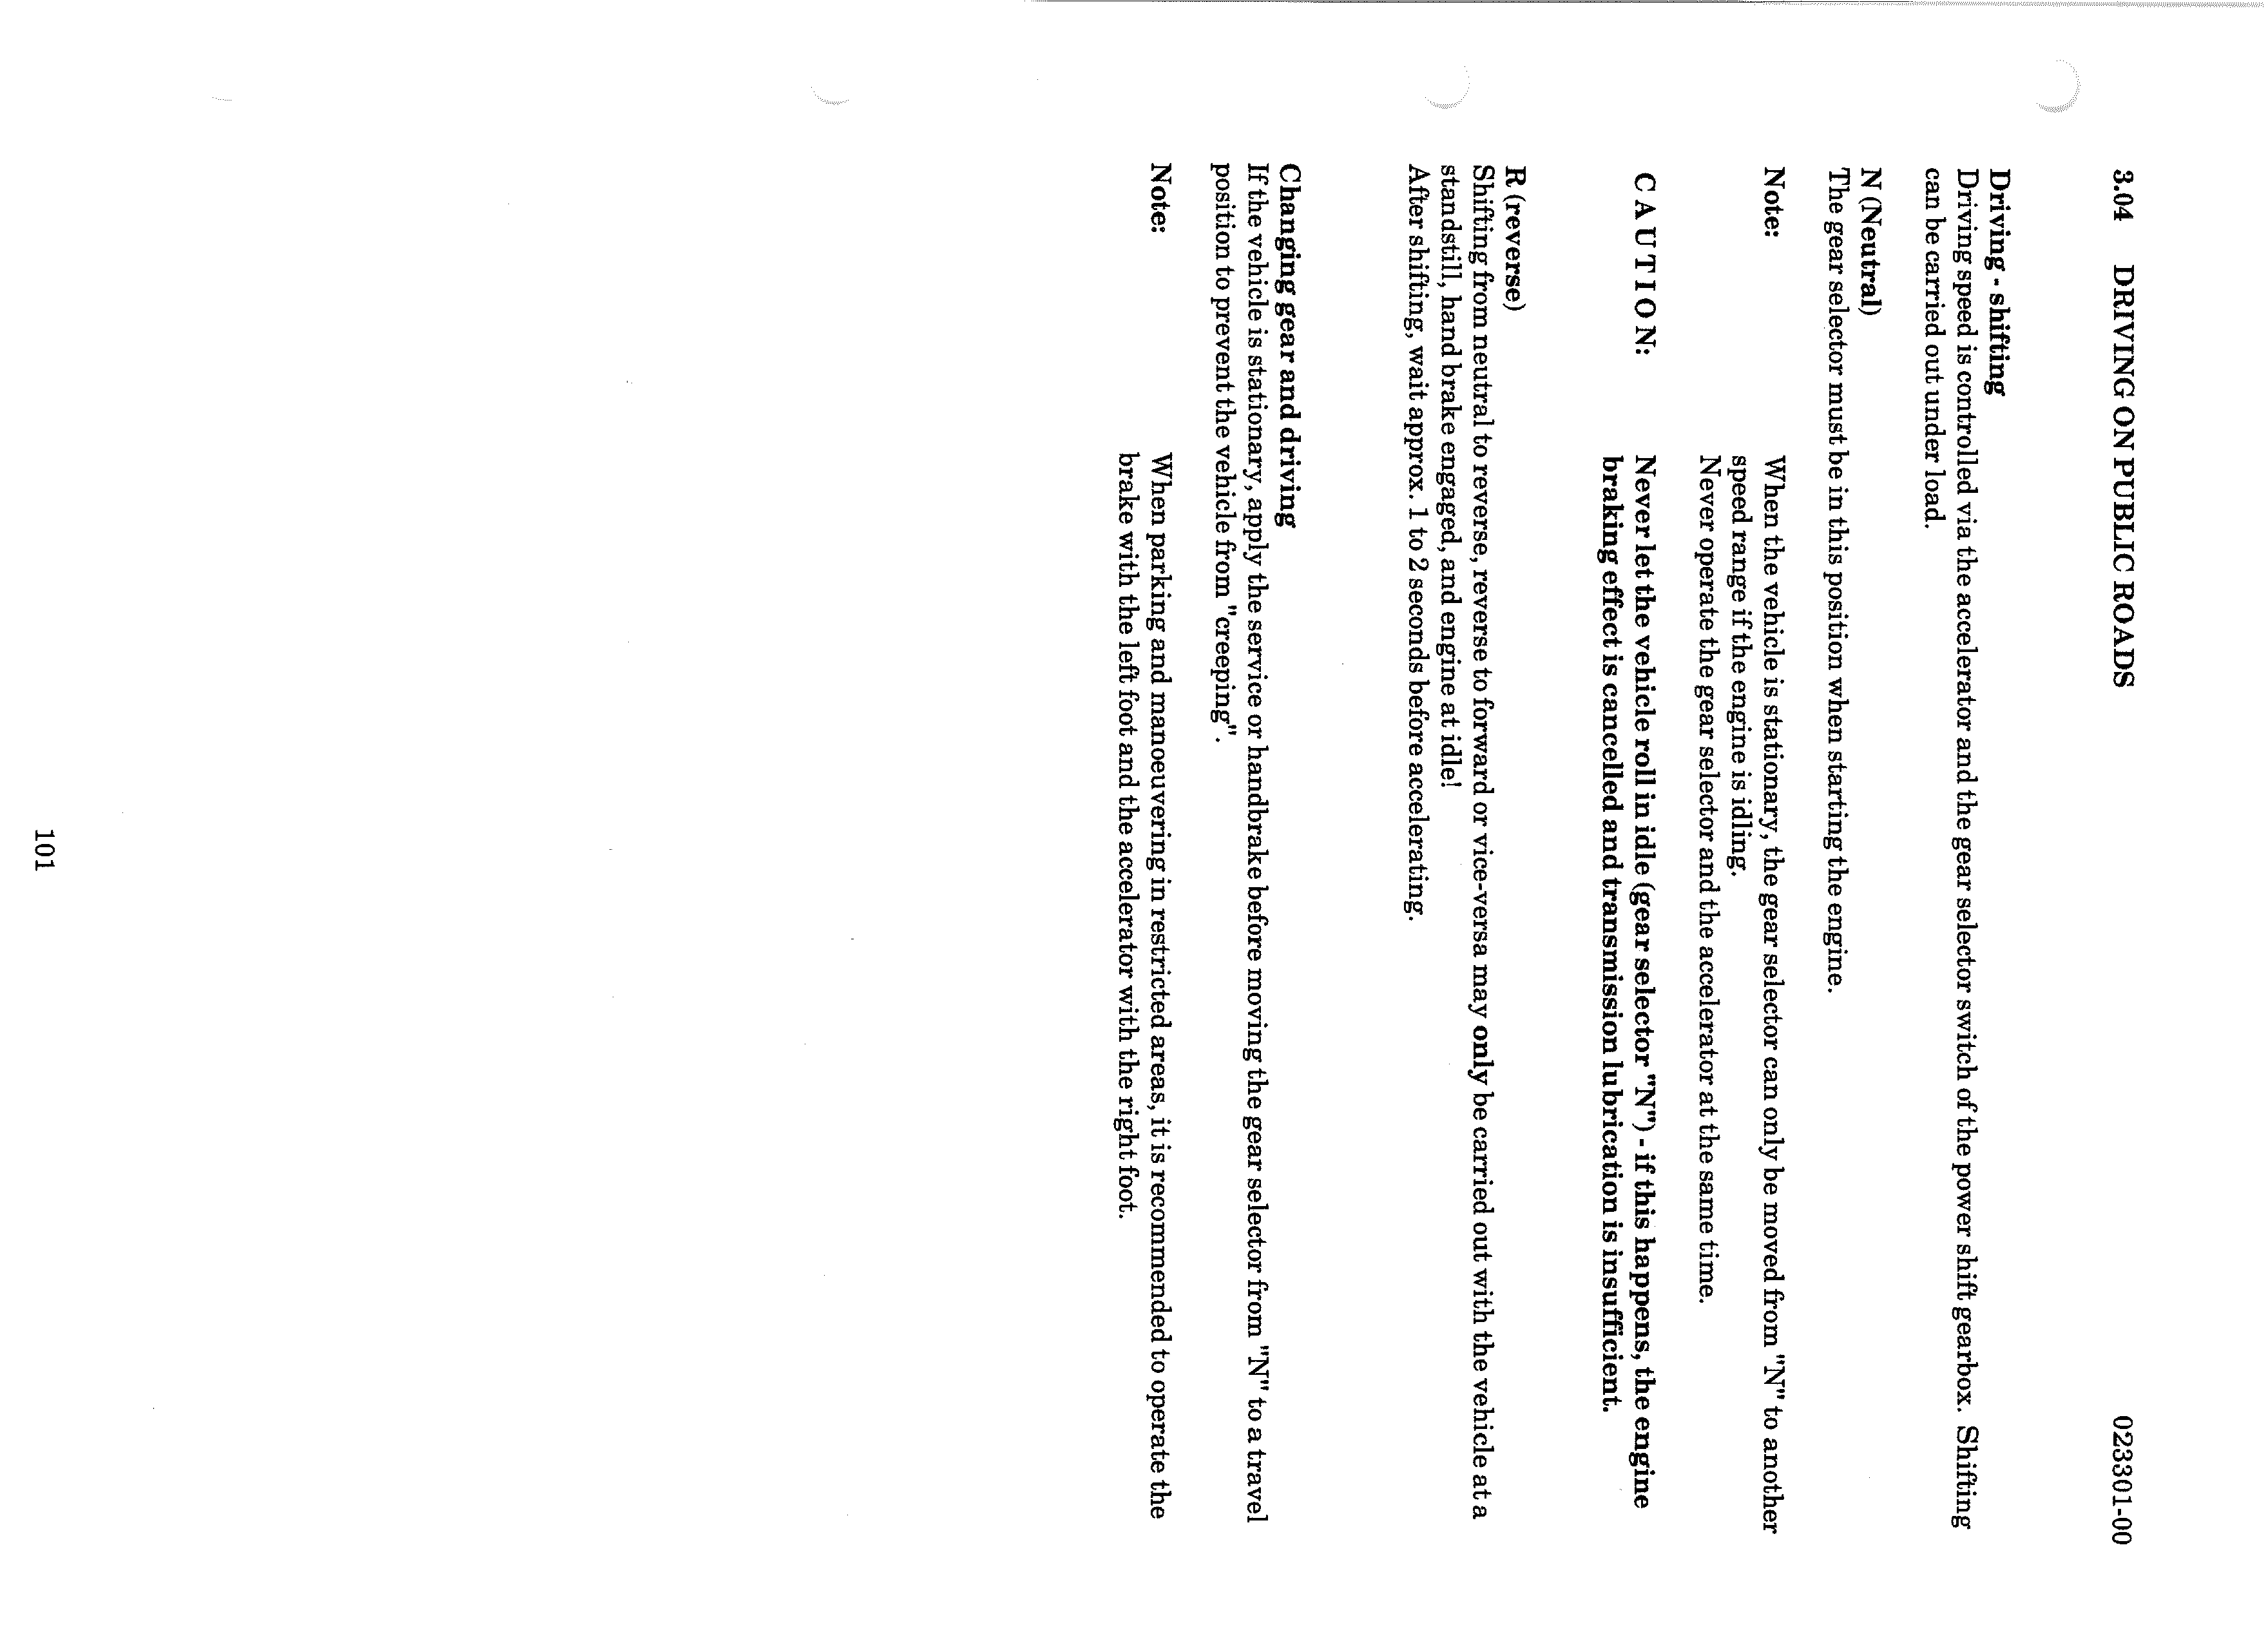 3.04 DRIVING ON PUBLIC ROADS 023301-00
Driving - shifting
Driving speed is controlled via the accelerator and the gear selector switch of the power shift gearbox. Shifting
can be carried out under load.
N (Neutral)
The gear selector must be in this position when starting the engine.
Note: When the vehicle is stationary, the gear selector can only be moved from "N" to another
speed range if the engine is idling.
Never operate the gear selector and the accelerator at the same time.
CAUTION: Never let the vehicle roll in idle (gear selector "N") - if this happens, the engine
braking effect is cancelled and transmission lubrication is insufficient.
R (reverse)
Shifting from neutral to reverse, reverse to forward or vice-versa may only be carried out with the vehicle at a
standstill, hand brake engaged, and engine at idle!
After shifting, wait approx. 1 to 2 seconds before accelerating.
Changing gear and driving
If the vehicle is stationary, apply the service or handbrake before moving the gear selector from "N" to a travel
position to prevent the vehicle from "creeping".
Note: When parking and manoeuvering in restricted areas, it is recommended to operate the
brake with the left foot and the accelerator with the right foot.
101